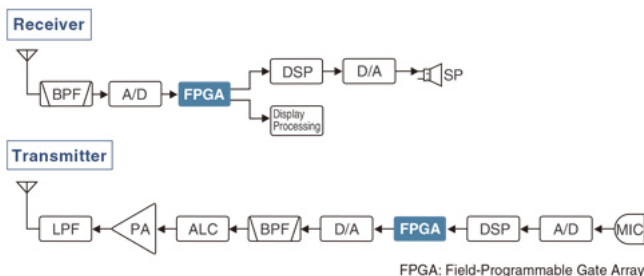 Receiver
BPF
A/D
FPGA
DSP
D/A
SP
Display
Processing
Transmitter
LPF
PA
ALC
BPF
D/A
FPGA
DSP
A/D
MIC
FPGA: Field-Programmable Gate Array